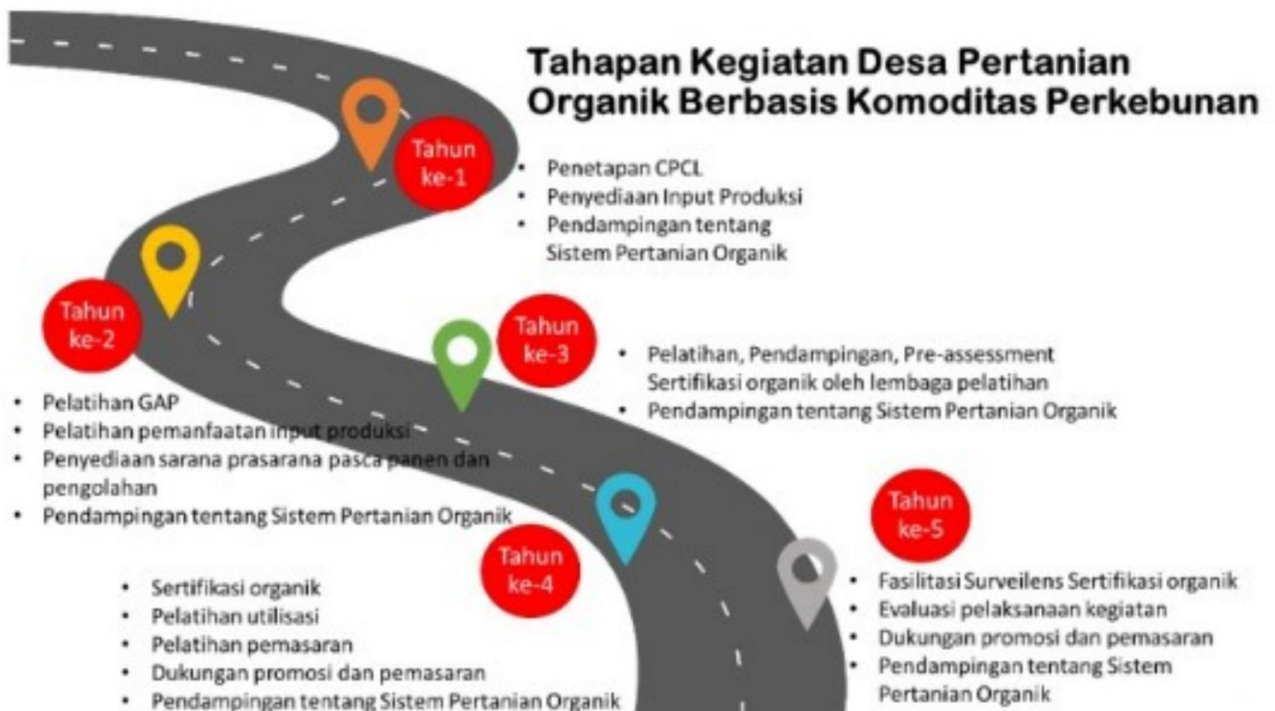 Tahapan Kegiatan Desa Pertanian
Organik Berbasis Komoditas Perkebunan
Tahun
ke-1
• Penetapan CPCL
• Penyediaan Input Produksi
• Pendampingan tentang
Sistem Pertanian Organik
Tahun
ke-2
• Pelatihan GAP
• Pelatihan pemanfaatan input produksi
• Penyediaan sarana prasarana pasca panen dan
pengolahan
• Pendampingan tentang Sistem Pertanian Organik
Tahun
ke-3
• Pelatihan, Pendampingan, Pre-assessment
Sertifikasi organik oleh lembaga pelatihan
• Pendampingan tentang Sistem Pertanian Organik
Tahun
ke-4
• Sertifikasi organik
• Pelatihan utilisasi
• Pelatihan pemasaran
• Dukungan promosi dan pemasaran
• Pendampingan tentang Sistem Pertanian Organik
Tahun
ke-5
• Fasilitasi Surveilens Sertifikasi organik
• Evaluasi pelaksanaan kegiatan
• Dukungan promosi dan pemasaran
• Pendampingan tentang Sistem
Pertanian Organik